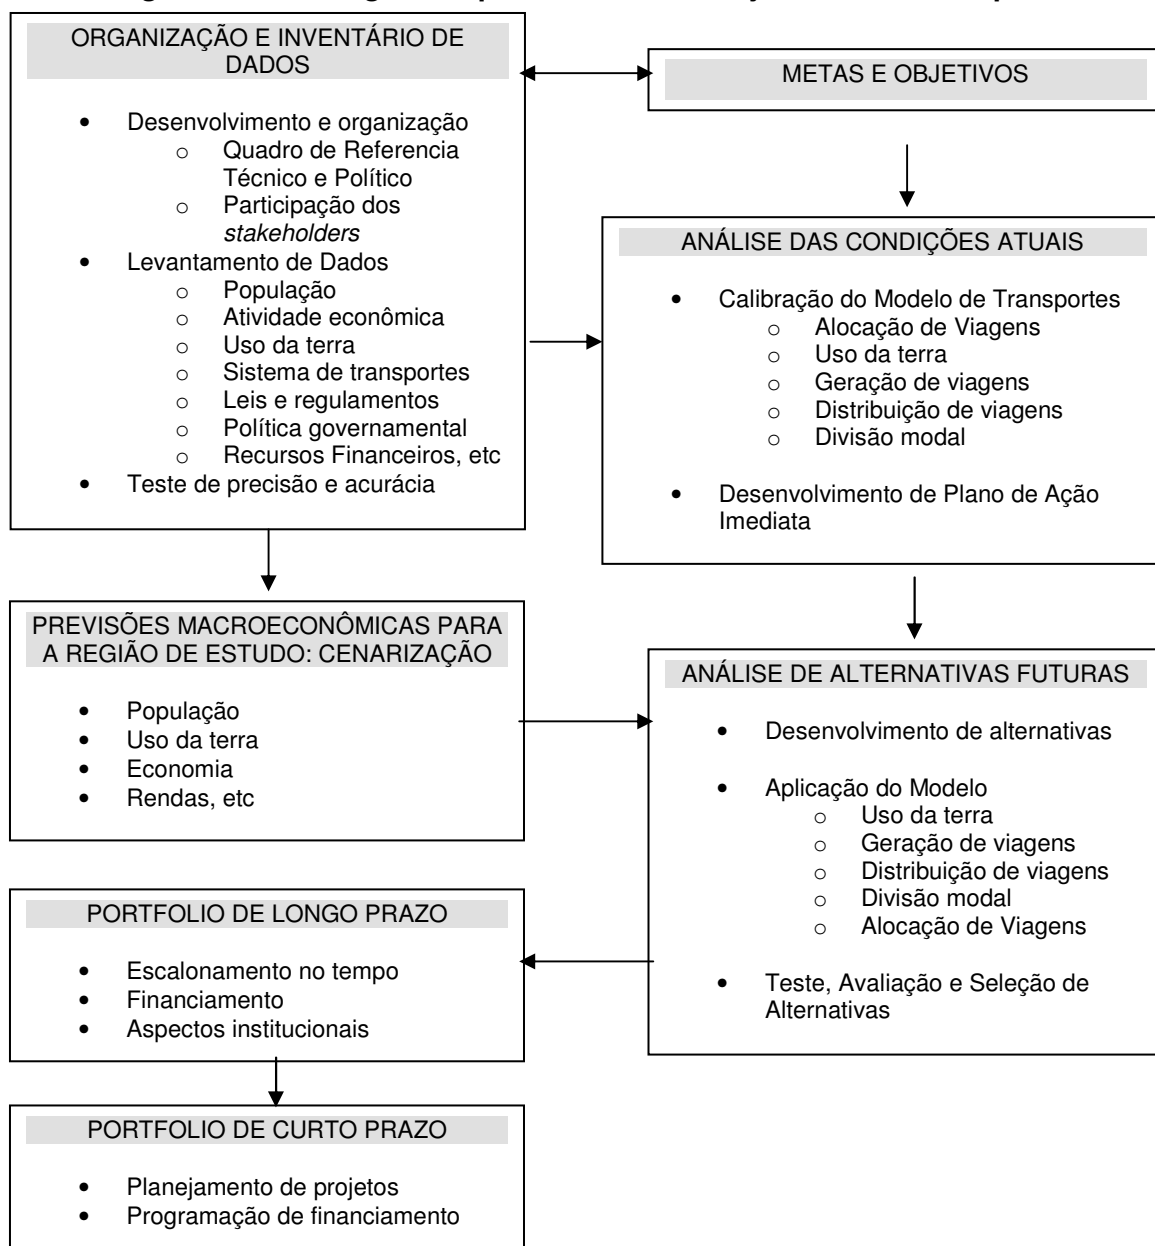 ORGANIZAÇÃO E INVENTÁRIO DE
DADOS
• Desenvolvimento e organização
o Quadro de Referencia
Técnico e Político
o Participação dos
stakeholders
• Levantamento de Dados
o População
o Atividade econômica
o Uso da terra
o Sistema de transportes
o Leis e regulamentos
o Política governamental
o Recursos Financeiros, etc
• Teste de precisão e acurácia
METAS E OBJETIVOS
ANÁLISE DAS CONDIÇÕES ATUAIS
• Calibração do Modelo de Transportes
o Alocação de Viagens
o Uso da terra
o Geração de viagens
o Distribuição de viagens
o Divisão modal
• Desenvolvimento de Plano de Ação
Imediata
PREVISÕES MACROECONÔMICAS PARA
A REGIÃO DE ESTUDO: CENARIZAÇÃO
• População
• Uso da terra
• Economia
• Rendas, etc
ANÁLISE DE ALTERNATIVAS FUTURAS
• Desenvolvimento de alternativas
• Aplicação do Modelo
o Uso da terra
o Geração de viagens
o Distribuição de viagens
o Divisão modal
o Alocação de Viagens
• Teste, Avaliação e Seleção de
Alternativas
PORTFOLIO DE LONGO PRAZO
• Escalonamento no tempo
• Financiamento
• Aspectos institucionais
PORTFOLIO DE CURTO PRAZO
• Planejamento de projetos
• Programação de financiamento